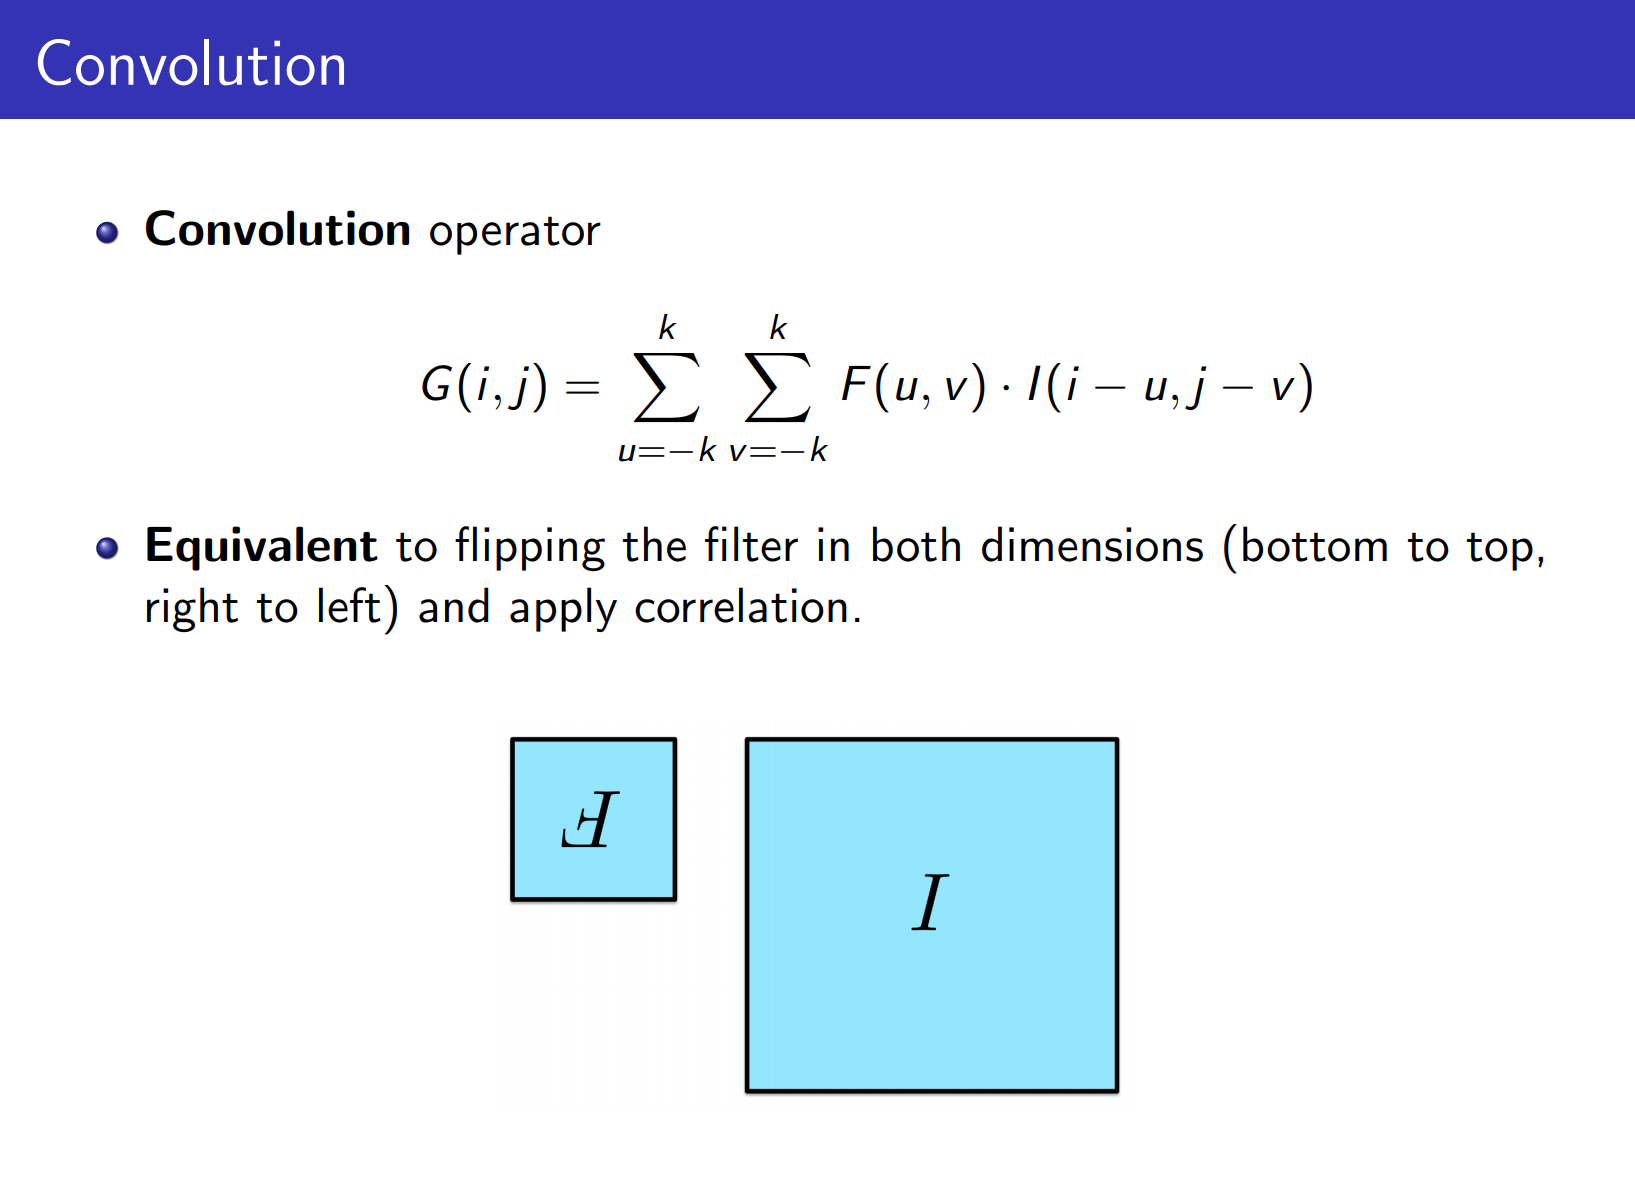 Convolution
Convolution operator
G(i, j) = \sum_{u=-k}^{k} \sum_{v=-k}^{k} F(u, v) · I(i − u, j − v)
Equivalent to flipping the filter in both dimensions (bottom to top,
right to left) and apply correlation.
F
I